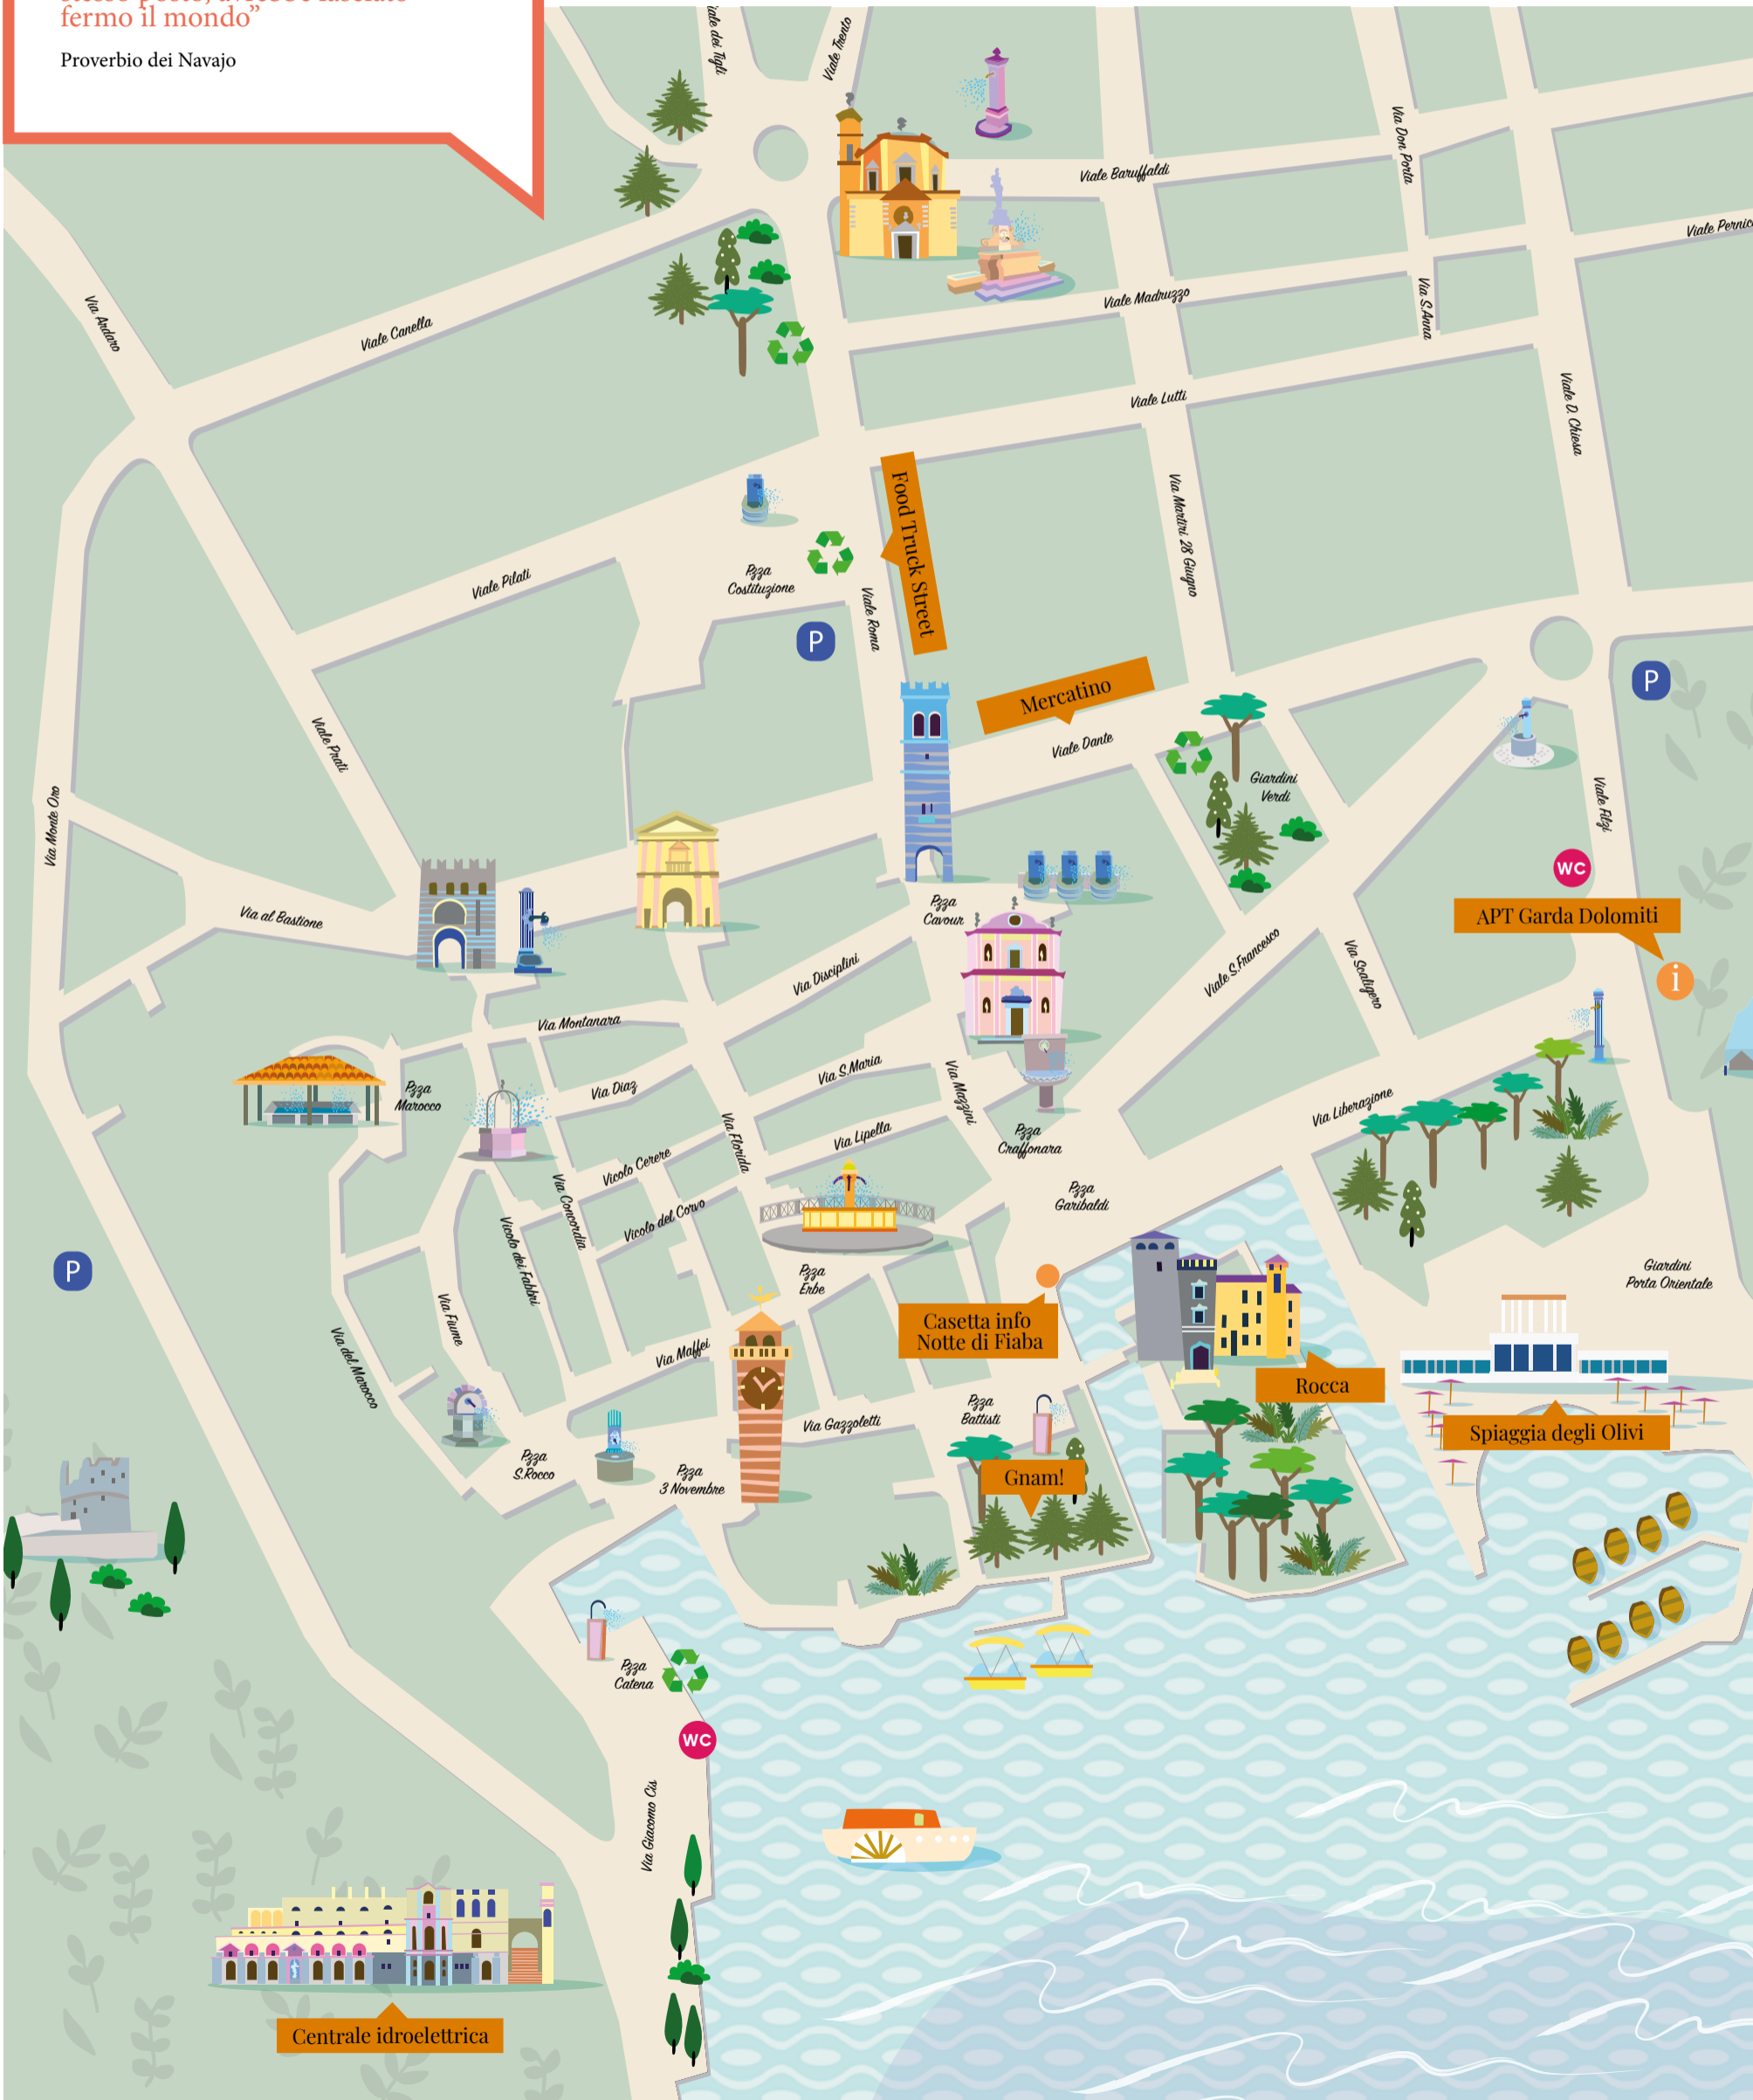 fermo il mondo”
Proverbio dei Navajo
Viale Trento
Viale Baruffaldi
Via Don Porta
Viale Madruzzo
Via S.Anna
Via Ardaro
Viale Canella
Viale Lutti
Viale D. Chiesa
Food Truck Street
Via Martiri 28 Giugno
Viale Pilati
Pzza
Costituzione
Viale Roma
P
P
Mercatino
Viale Dante
Viale Prati
Giardini
Verdi
Via Monte Oro
Viale Filzi
WC
Via al Bastione
Pzza
Cavour
APT Garda Dolomiti
i
Via Disciplini
Viale S.Francesco
Via Scaligero
Via Montanara
Via S.Maria
Via Diaz
Pzza
Marocco
Via Mazzini
Via Liberazione
Via Florida
Via Lipella
Pzza
Craffonara
Vicolo Cerere
Pzza
Garibaldi
Via Concordia
Vicolo del Corvo
Vicolo dei Fabbri
P
Pzza
Erbe
Giardini
Porta Orientale
Via Fiume
Casetta info
Notte di Fiaba
Via del Marocco
Via Maffei
Rocca
Pzza
Battisti
Via Gazzoletti
Spiaggia degli Olivi
Pzza
S.Rocco
Pzza
3 Novembre
Gnam!
Pzza
Catena
WC
Via Giacomo Cis
Centrale idroelettrica